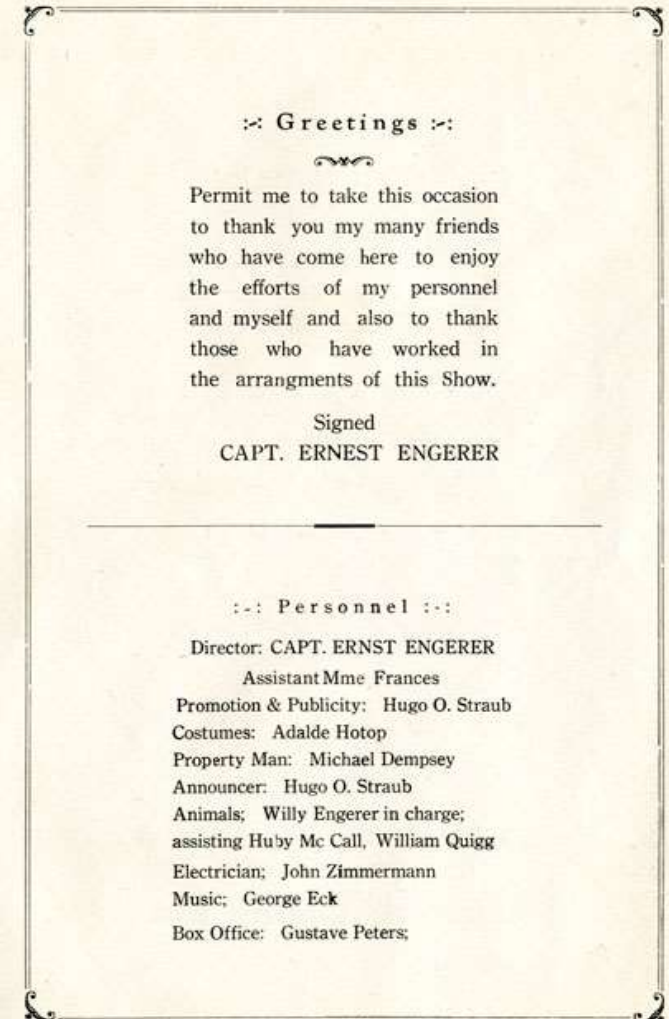 :-: Greetings :-:
Permit me to take this occasion
to thank you my many friends
who have come here to enjoy
the efforts of my personnel
and myself and also to thank
those who have worked in
the arrangments of this Show.
Signed
CAPT. ERNEST ENGERER
:-: Personnel :-:
Director: CAPT. ERNST ENGERER
Assistant Mme Frances
Promotion & Publicity: Hugo O. Straub
Costumes: Adalde Hotop
Property Man: Michael Dempsey
Announcer: Hugo O. Straub
Animals; Willy Engerer in charge;
assisting Huby Mc Call, William Quigg
Electrician; John Zimmermann
Music; George Eck
Box Office: Gustave Peters;